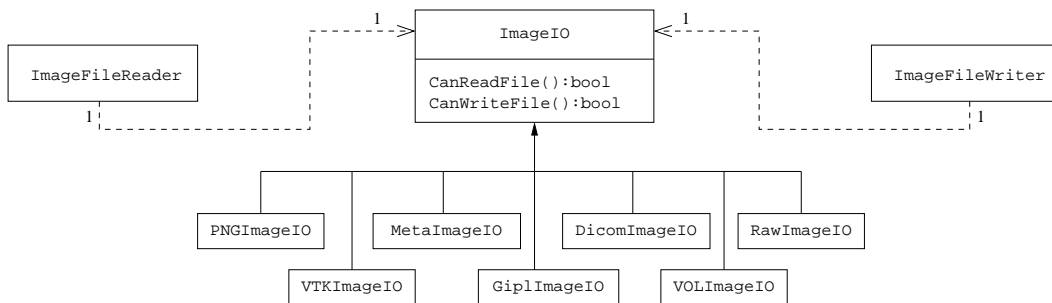 1
ImageIO
1
ImageFileReader
CanReadFile():bool
CanWriteFile():bool
ImageFileWriter
1
1
PNGImageIO
MetaImageIO
DicomImageIO
RawImageIO
VTKImageIO
GiplImageIO
VOLImageIO